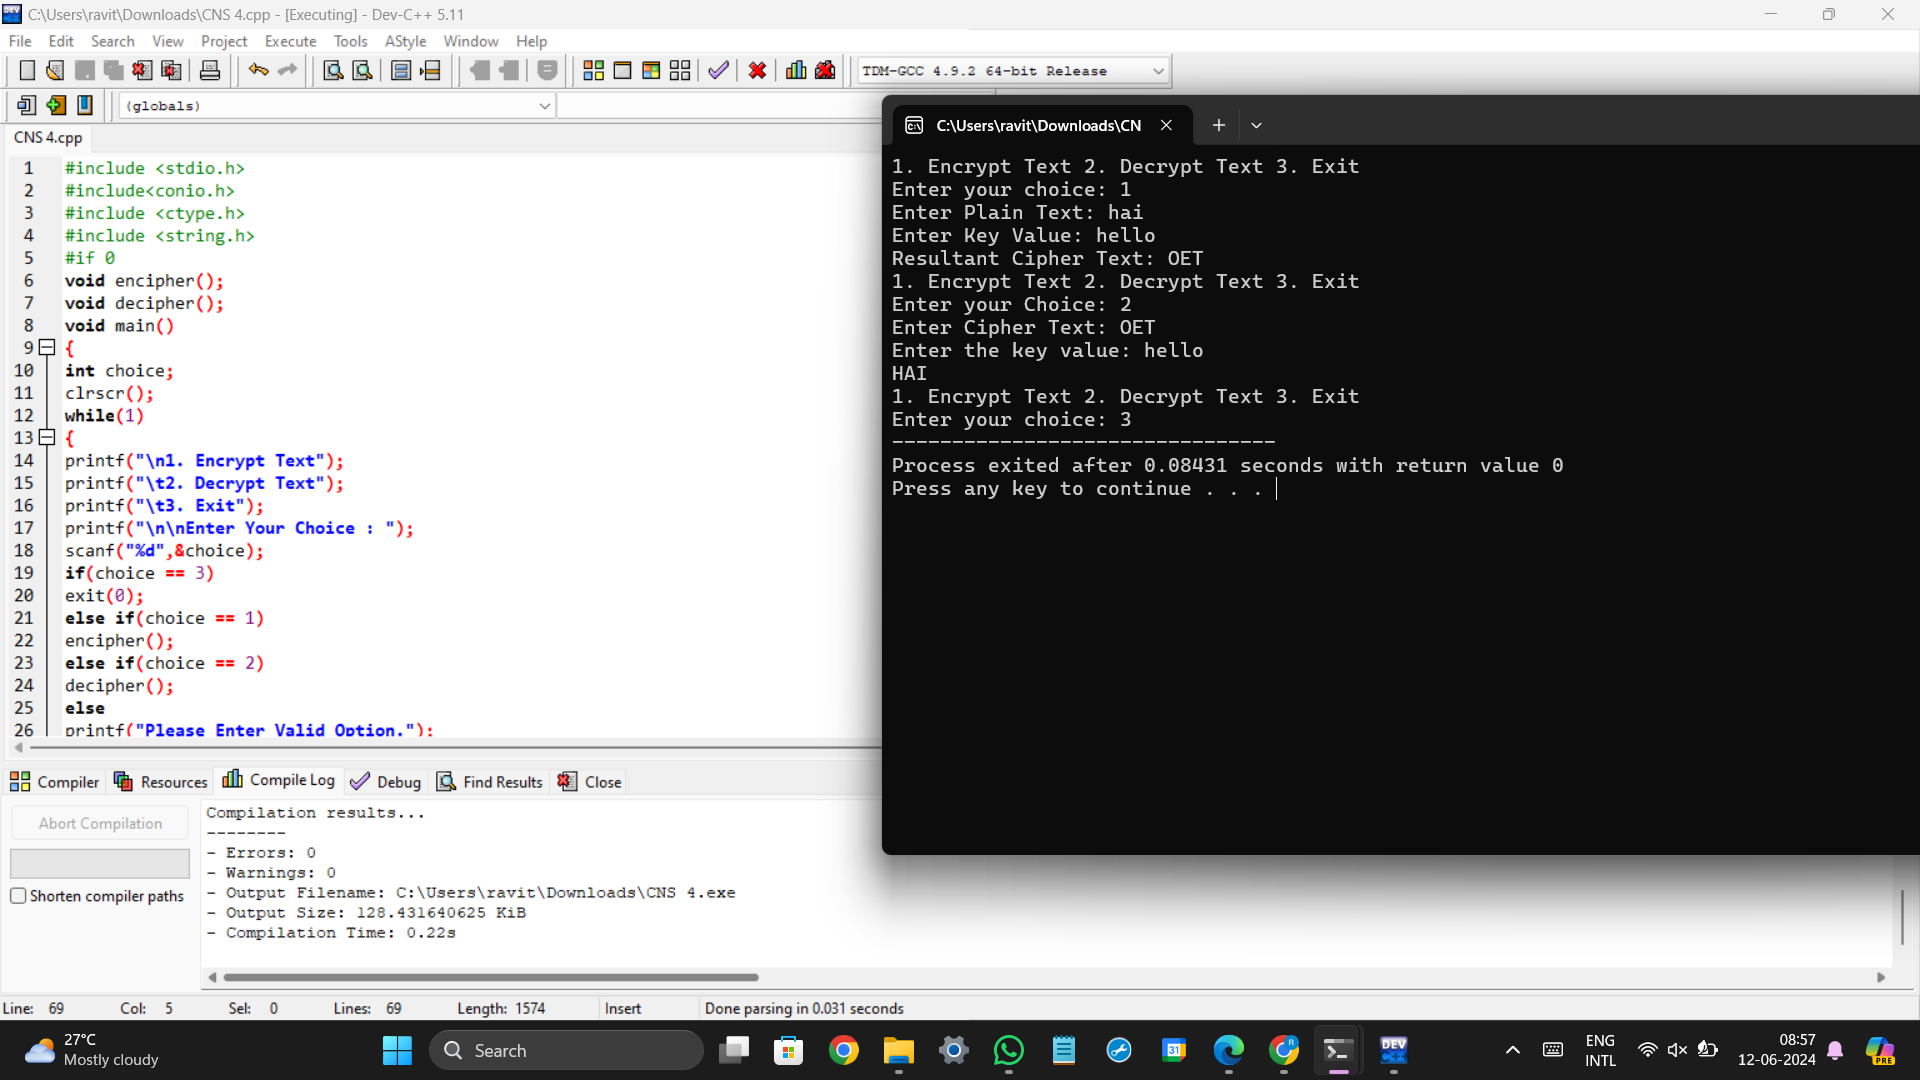 C:\Users\ravit\Downloads\CNS 4.cpp - [Executing] - Dev-C++ 5.11
File Edit Search View Project Execute Tools AStyle Window Help
TDM-GCC 4.9.2 64-bit Release
(globals)
CNS 4.cpp
1 #include <stdio.h>
2 #include<conio.h>
3 #include <ctype.h>
4 #include <string.h>
5 #if 0
6 void encipher();
7 void decipher();
8 void main()
9 {
10 int choice;
11 clrscr();
12 while(1)
13 {
14 printf("\n1. Encrypt Text");
15 printf("\t2. Decrypt Text");
16 printf("\t3. Exit");
17 printf("\n\nEnter Your Choice : ");
18 scanf("%d",&choice);
19 if(choice == 3)
20 exit(0);
21 else if(choice == 1)
22 encipher();
23 else if(choice == 2)
24 decipher();
25 else
26 printf("Please Enter Valid Option.");
C:\Users\ravit\Downloads\CN
1. Encrypt Text 2. Decrypt Text 3. Exit
Enter your choice: 1
Enter Plain Text: hai
Enter Key Value: hello
Resultant Cipher Text: OET
1. Encrypt Text 2. Decrypt Text 3. Exit
Enter your Choice: 2
Enter Cipher Text: OET
Enter the key value: hello
HAI
1. Encrypt Text 2. Decrypt Text 3. Exit
Enter your choice: 3
--------------------------------
Process exited after 0.08431 seconds with return value 0
Press any key to continue . . .
Compiler Resources Compile Log Debug Find Results Close
Abort Compilation
Shorten compiler paths
Compilation results...
--------
- Errors: 0
- Warnings: 0
- Output Filename: C:\Users\ravit\Downloads\CNS 4.exe
- Output Size: 128.431640625 KiB
- Compilation Time: 0.22s
Line: 69 Col: 5 Sel: 0 Lines: 69 Length: 1574 Insert Done parsing in 0.031 seconds
27°C
Mostly cloudy
Search
31
R
DEV
ENG
INTL
08:57
12-06-2024
PRE